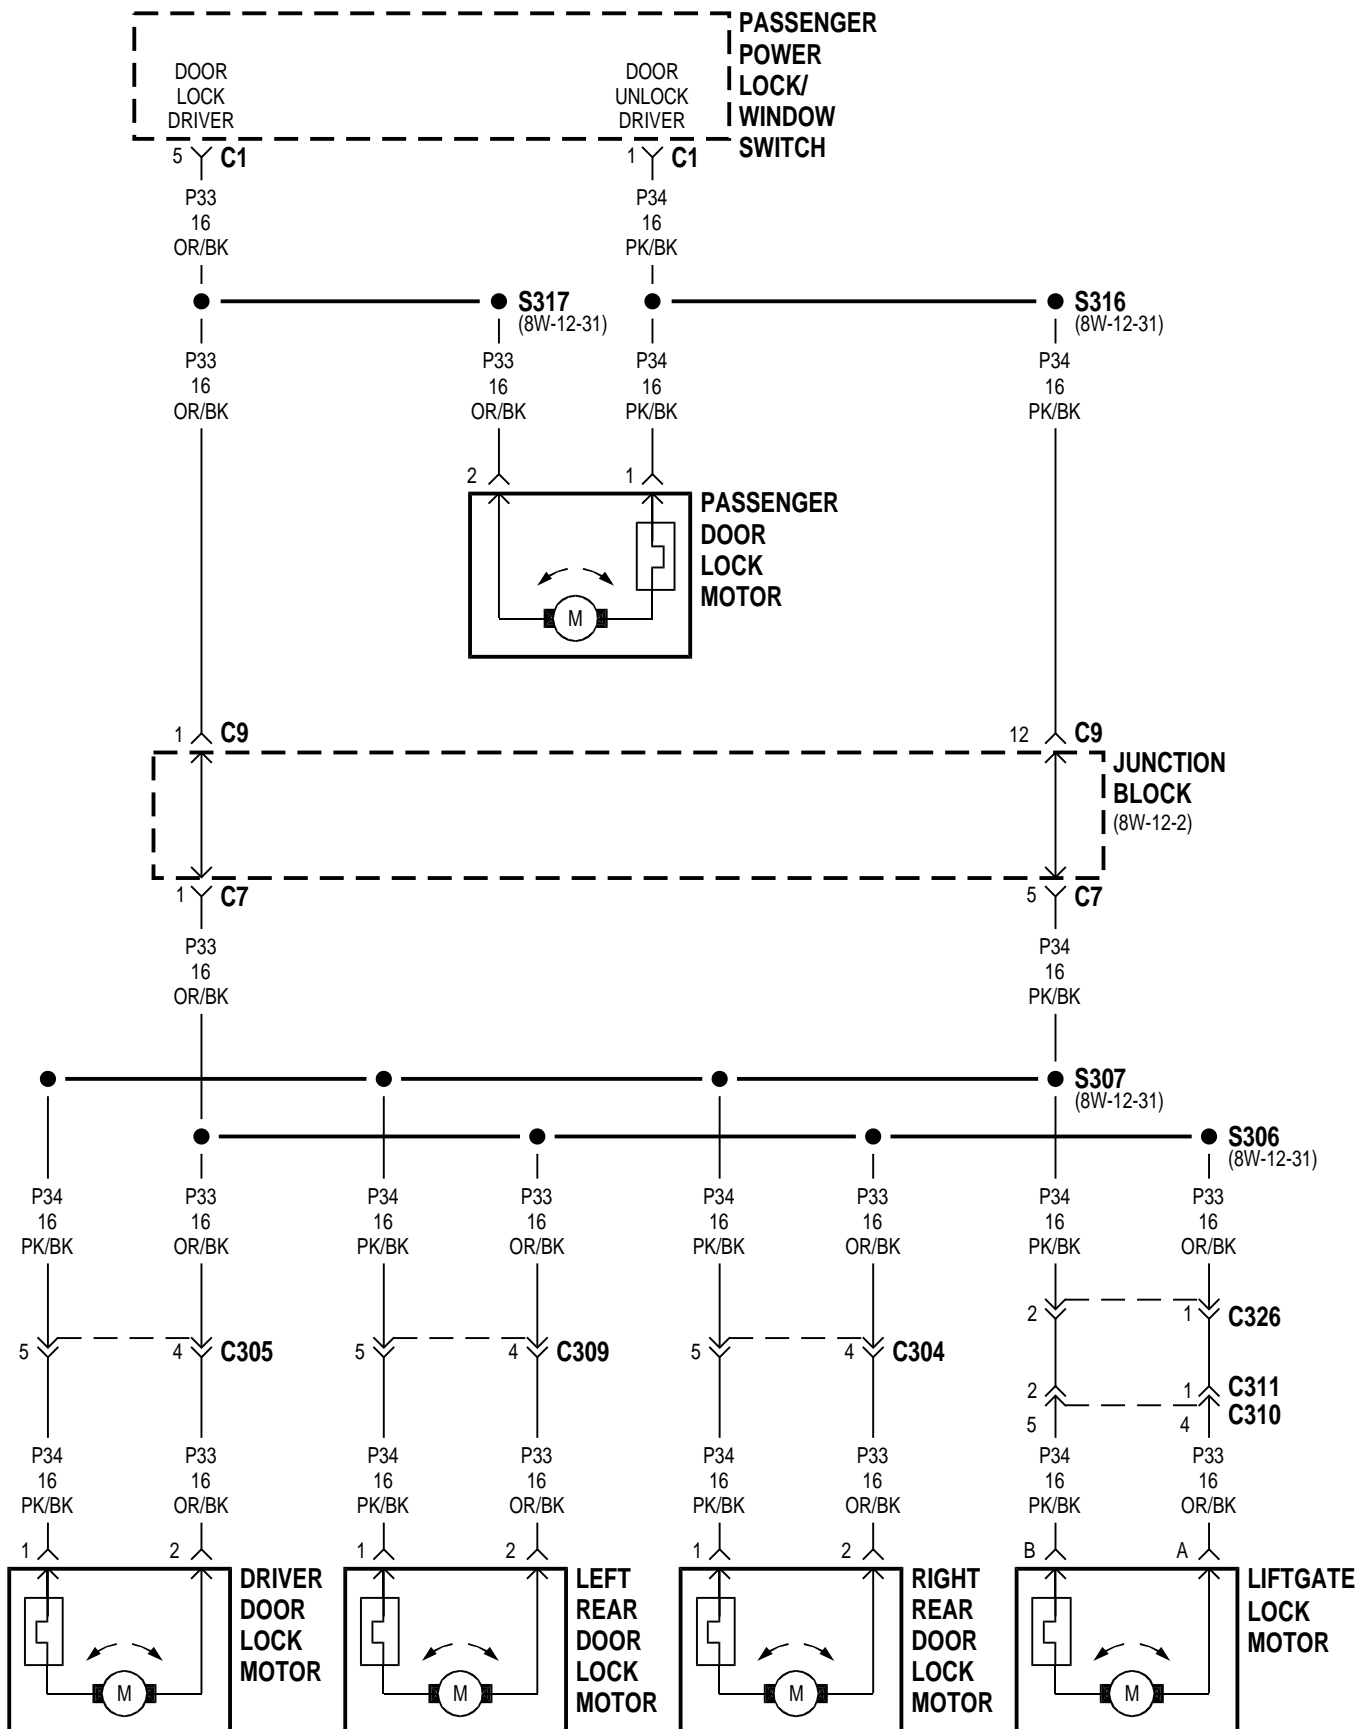 PASSENGER
POWER
LOCK/
WINDOW
SWITCH
DOOR
LOCK
DRIVER
DOOR
UNLOCK
DRIVER
5 C1
1 C1
P33
16
OR/BK
P34
16
PK/BK
S317
(8W-12-31)
S316
(8W-12-31)
P33
16
OR/BK
P33
16
OR/BK
P34
16
PK/BK
P34
16
PK/BK
2
1
PASSENGER
DOOR
LOCK
MOTOR
M
1 C9
12 C9
JUNCTION
BLOCK
(8W-12-2)
1 C7
5 C7
P33
16
OR/BK
P34
16
PK/BK
S307
(8W-12-31)
S306
(8W-12-31)
P34
16
PK/BK
P33
16
OR/BK
P34
16
PK/BK
P33
16
OR/BK
P34
16
PK/BK
P33
16
OR/BK
P34
16
PK/BK
P33
16
OR/BK
5 4 C305
5 4 C309
5 4 C304
2 1 C326
2 1 C311
5 4 C310
P34
16
PK/BK
P33
16
OR/BK
P34
16
PK/BK
P33
16
OR/BK
P34
16
PK/BK
P33
16
OR/BK
P34
16
PK/BK
P33
16
OR/BK
1 2
DRIVER
DOOR
LOCK
MOTOR
M
1 2
LEFT
REAR
DOOR
LOCK
MOTOR
M
1 2
RIGHT
REAR
DOOR
LOCK
MOTOR
M
B A
LIFTGATE
LOCK
MOTOR
M